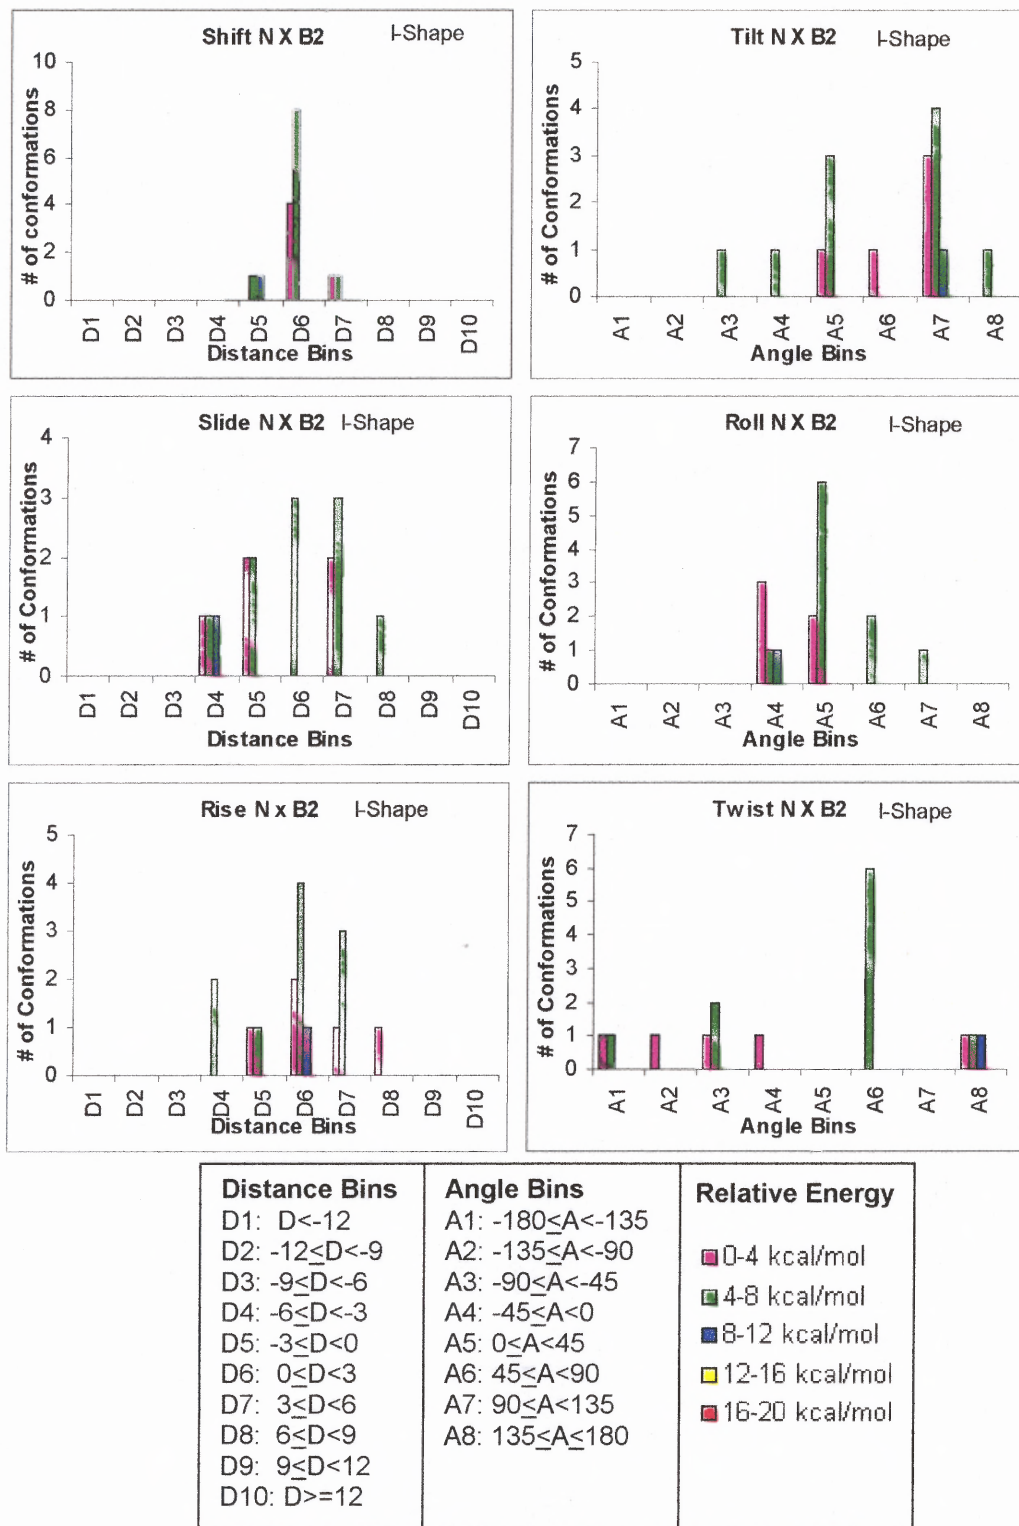 Shift N X B2 I-Shape
# of conformations
10
8
6
4
2
0
D1 D2 D3 D4 D5 D6 D7 D8 D9 D10
Distance Bins
Tilt N X B2 I-Shape
# of Conformations
5
4
3
2
1
0
A1 A2 A3 A4 A5 A6 A7 A8
Angle Bins
Slide N X B2 I-Shape
# of Conformations
4
3
2
1
0
D1 D2 D3 D4 D5 D6 D7 D8 D9 D10
Distance Bins
Roll N X B2 I-Shape
# of Conformations
7
6
5
4
3
2
1
0
A1 A2 A3 A4 A5 A6 A7 A8
Angle Bins
Rise N x B2 I-Shape
# of Conformations
5
4
3
2
1
0
D1 D2 D3 D4 D5 D6 D7 D8 D9 D10
Distance Bins
Twist N X B2 I-Shape
# of Conformations
7
6
5
4
3
2
1
0
A1 A2 A3 A4 A5 A6 A7 A8
Angle Bins
Distance Bins
D1: D<-12
D2: -12≤D<-9
D3: -9≤D<-6
D4: -6≤D<-3
D5: -3≤D<0
D6: 0≤D<3
D7: 3≤D<6
D8: 6≤D<9
D9: 9≤D<12
D10: D>=12
Angle Bins
A1: -180≤A<-135
A2: -135≤A<-90
A3: -90≤A<-45
A4: -45≤A<0
A5: 0≤A<45
A6: 45≤A<90
A7: 90≤A<135
A8: 135≤A≤180
Relative Energy
0-4 kcal/mol
4-8 kcal/mol
8-12 kcal/mol
12-16 kcal/mol
16-20 kcal/mol